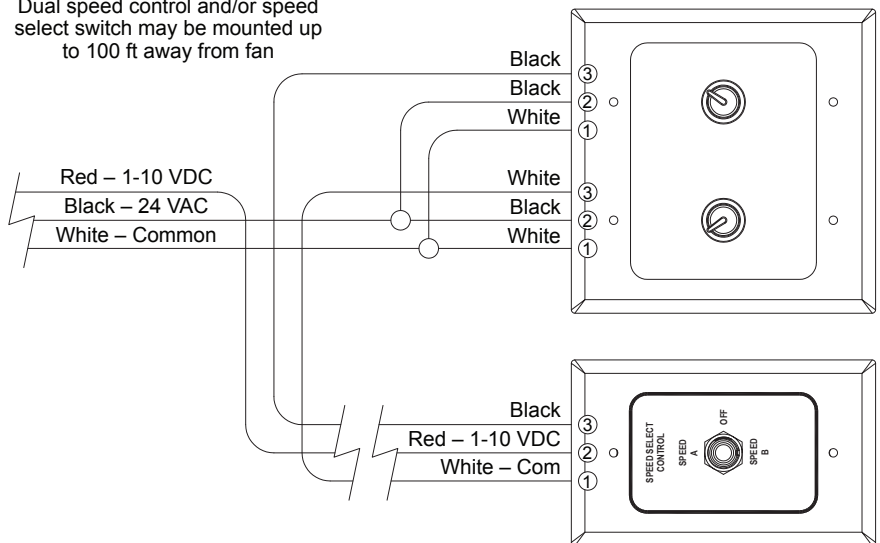 Dual speed control and/or speed
select switch may be mounted up
to 100 ft away from fan
Black
3
Black
2
White
1
Red – 1-10 VDC
White
3
Black – 24 VAC
Black
2
White – Common
White
1
Black
3
Red – 1-10 VDC
2
White – Com
1
SPEED SELECT
CONTROL
SPEED
A
OFF
SPEED
B